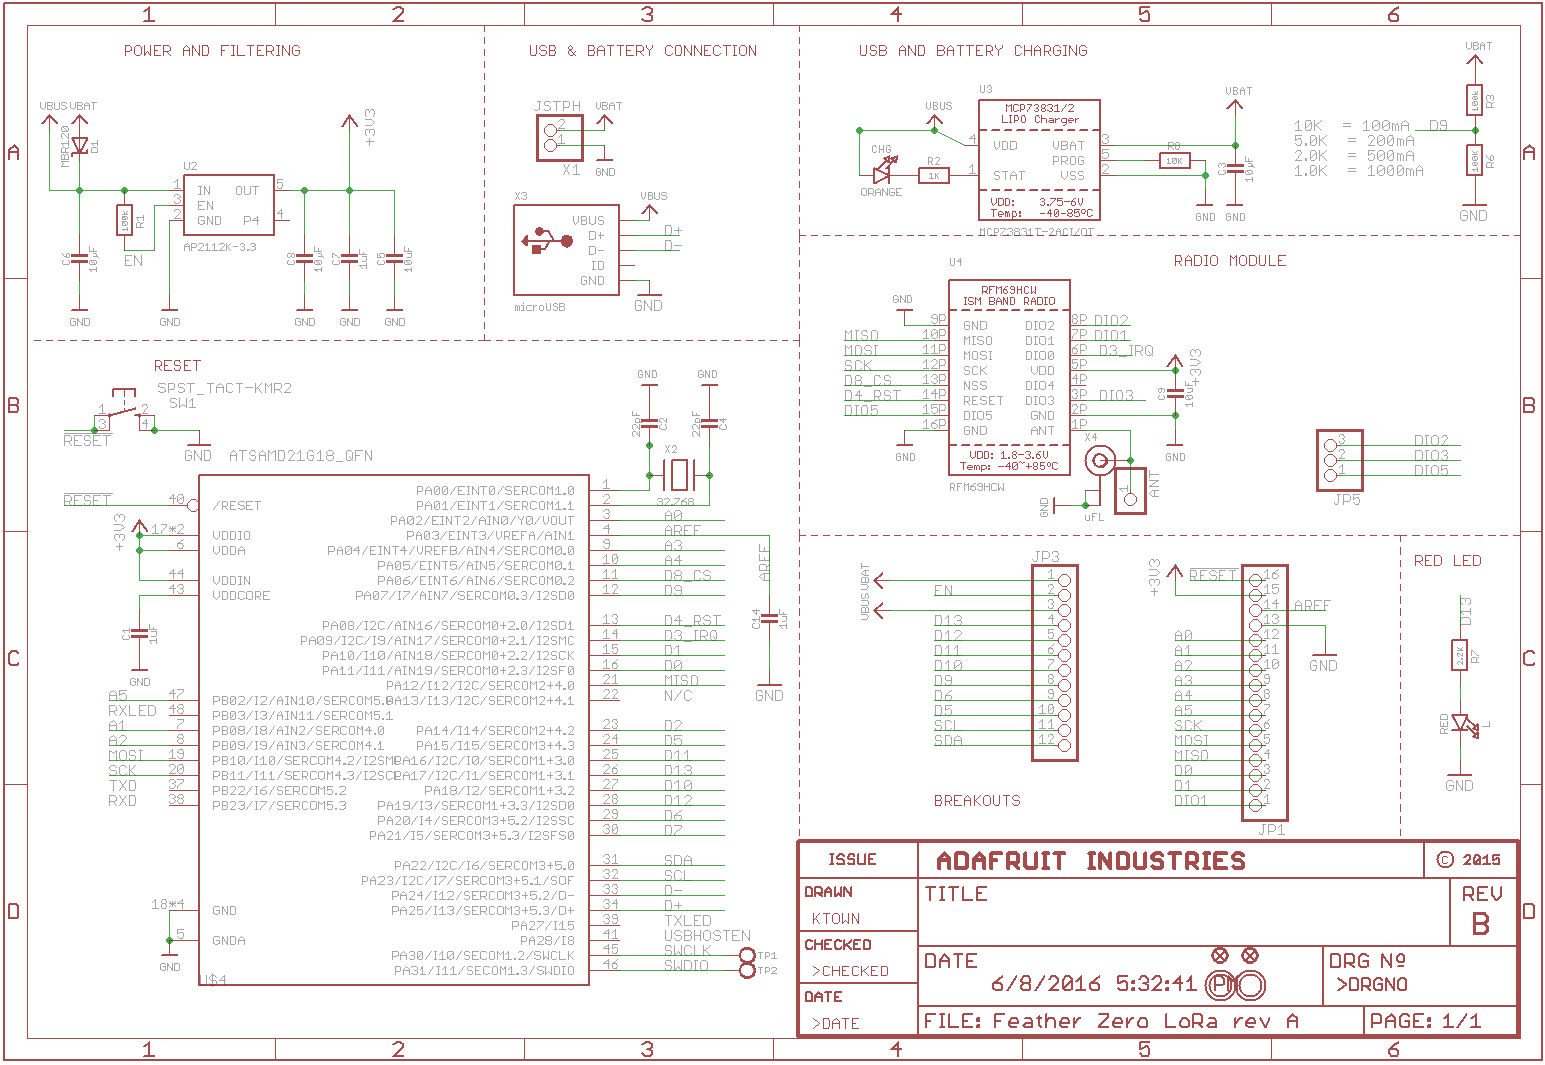 1 2 3 4 5 6
A
B
C
D
POWER AND FILTERING
VBUS VBAT
MBR120
D1
+3V3
U2
1 IN OUT 5
3 EN
2 GND P4 4
AP2112K-3.3
100k
R1
EN
C6
10µF
C8
10µF
C7
1uF
C5
10uF
GND GND GND GND GND
USB & BATTERY CONNECTION
JSTPH
VBAT
2
1
X1
GND
X3
VBUS
VBUS
D+ D+
D- D-
ID
GND
microUSB
GND
USB AND BATTERY CHARGING
U3
VBUS
MCP73831/2
LIPO Charger
4 VDD VBAT 3
PROG 5
1 STAT VSS 2
VDD: 3.75-6V
Temp: -40-85ºC
MCP73831T-2ACI/OT
CHG
ORANGE
R2
1K
R0
10K
VBAT
C3
10µF
GND GND
10K = 100mA
5.0K = 200mA
2.0K = 500mA
1.0K = 1000mA
VBAT
100k
R3
D9
100k
R6
GND
RADIO MODULE
U4
RFM69HCW
ISM BAND RADIO
GND
9P GND DIO2 8P DIO2
MISO 10P MISO DIO1 7P DIO1
MOSI 11P MOSI DIO0 6P D3_IRQ
SCK 12P SCK VDD 5P
D8_CS 13P NSS DIO4 4P
D4_RST 14P RESET DIO3 3P DIO3
DIO5 15P DIO5 GND 2P
16P GND ANT 1P
GND
VDD: 1.8-3.6V
Temp: -40~+85ºC
RFM69HCW
+3V3
C9
10uF
GND
X4
uFL
GND
1
ANT
3 DIO2
2 DIO3
1 DIO5
JP5
RESET
SPST_TACT-KMR2
SW1
1 2
3 4
RESET
GND
ATSAMD21G18_QFN
GND GND
22pF
C2
22pF
C4
X2
32.768
RESET 40 /RESET
+3V3
17*2 VDDIO
6 VDDA
44 VDDIN
43 VDDCORE
C1
1uF
GND
A5 47 PB02/I2/AIN10/SERCOM5.0
RXLED 48 PB03/I3/AIN11/SERCOM5.1
A1 7 PB08/I8/AIN2/SERCOM4.0
A2 8 PB09/I9/AIN3/SERCOM4.1
MOSI 19 PB10/I10/SERCOM4.2/I2SM
SCK 20 PB11/I11/SERCOM4.3/I2SC
TXD 37 PB22/I6/SERCOM5.2
RXD 38 PB23/I7/SERCOM5.3
18*4 GND
5 GNDA
GND
U$4
PA00/EINT0/SERCOM1.0 1
PA01/EINT1/SERCOM1.1 2
PA02/EINT2/AIN0/Y0/VOUT 3 A0
PA03/EINT3/VREFA/AIN1 4 AREF
PA04/EINT4/VREFB/AIN4/SERCOM0.0 9 A3
PA05/EINT5/AIN5/SERCOM0.1 10 A4
PA06/EINT6/AIN6/SERCOM0.2 11 D8_CS
PA07/I7/AIN7/SERCOM0.3/I2SD0 12 D9
PA08/I2C/AIN16/SERCOM0+2.0/I2SD1 13 D4_RST
PA09/I2C/I9/AIN17/SERCOM0+2.1/I2SMC 14 D3_IRQ
PA10/I10/AIN18/SERCOM0+2.2/I2SCK 15 D1
PA11/I11/AIN19/SERCOM0+2.3/I2SF0 16 D0
PA12/I12/I2C/SERCOM2+4.0 21 MISO
PA13/I13/I2C/SERCOM2+4.1 22 N/C
PA14/I14/SERCOM2+4.2 23 D2
PA15/I15/SERCOM3+4.3 24 D5
PA16/I2C/I0/SERCOM1+3.0 25 D11
PA17/I2C/I1/SERCOM1+3.1 26 D13
PA18/I2/SERCOM1+3.2 27 D10
PA19/I3/SERCOM1+3.3/I2SD0 28 D12
PA20/I4/SERCOM3+5.2/I2SSC 29 D6
PA21/I5/SERCOM3+5.3/I2SFS0 30 D7
PA22/I2C/I6/SERCOM3+5.0 31 SDA
PA23/I2C/I7/SERCOM3+5.1/SOF 32 SCL
PA24/I12/SERCOM3+5.2/D- 33 D-
PA25/I13/SERCOM3+5.3/D+ 34 D+
PA27/I15 39 TXLED
PA28/I8 41 USBHOSTEN
PA30/I10/SECOM1.2/SWCLK 45 SWCLK TP1
PA31/I11/SECOM1.3/SWDIO 46 SWDIO TP2
AREF
C14
1uF
GND
JP3
VBAT 1
EN 2
VBUS 3
D13 4
D12 5
D11 6
D10 7
D9 8
D6 9
D5 10
SCL 11
SDA 12
BREAKOUTS
+3V3
RESET 16
15
14 AREF
13
A0 12
A1 11
A2 10
A3 9
A4 8
A5 7
SCK 6
MOSI 5
MISO 4
D0 3
D1 2
DIO1 1
JP1
GND
RED LED
D13
2.2K
R7
RED
L
GND
ISSUE
ADAFRUIT INDUSTRIES
© 2015
DRAWN
KTOWN
TITLE
REV
B
CHECKED
>CHECKED
DATE
6/8/2016 5:32:41 PM
DRG Nº
>DRGNO
DATE
>DATE
FILE: Feather Zero LoRa rev A
PAGE: 1/1
A
B
C
D
1 2 3 4 5 6